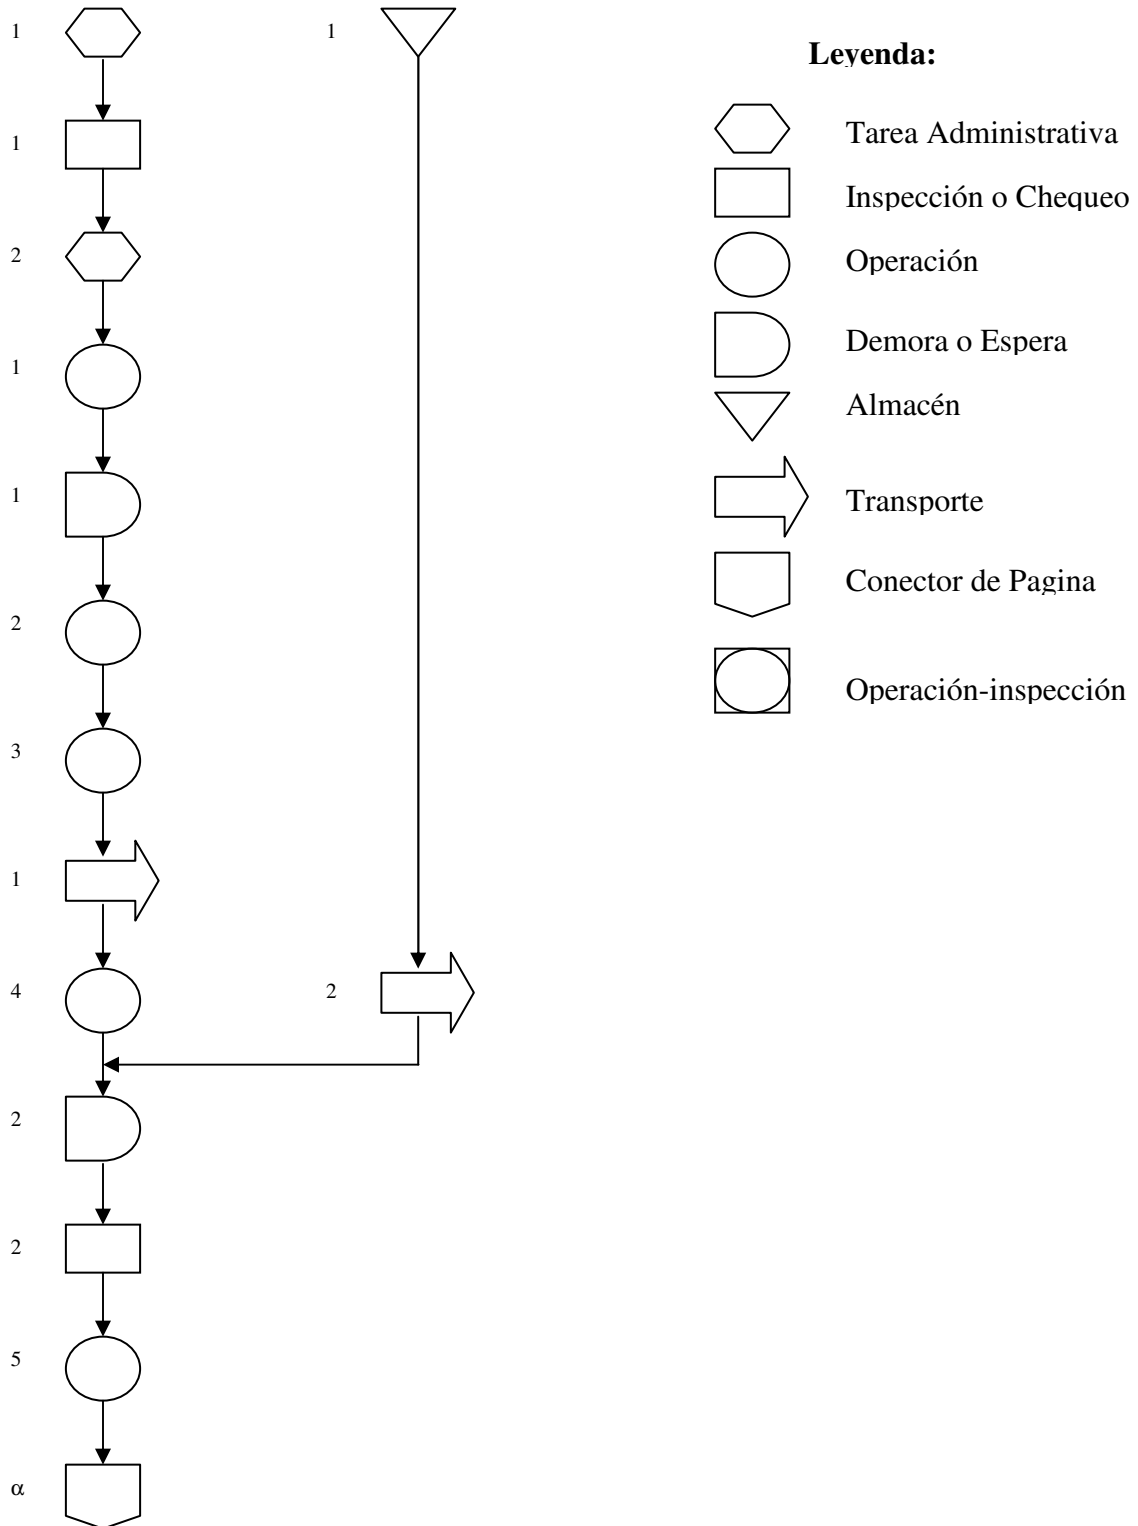 1
1
Leyenda:
Tarea Administrativa
1
Inspección o Chequeo
2
Operación
Demora o Espera
1
Almacén
1
Transporte
Conector de Pagina
2
Operación-inspección
3
1
4
2
2
2
5
α